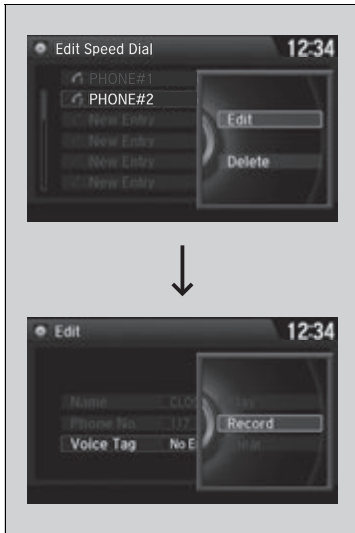 Edit Speed Dial 12:34
PHONE#1
PHONE#2
New Entry
New Entry
New Entry
New Entry
Edit
Delete
Edit 12:34
Name
Phone No.
Voice Tag No E
Record